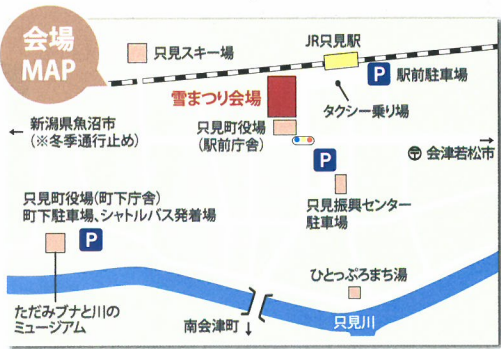 会場
MAP
只見スキー場
JR只見駅
P
駅前駐車場
雪まつり会場
タクシー乗り場
新潟県魚沼市
(※冬季通行止め)
只見町役場
(駅前庁舎)
P
会津若松市
只見町役場(町下庁舎)
町下駐車場、シャトルバス発着場
P
只見振興センター
駐車場
ひとっぷろまち湯
ただみブナと川の
ミュージアム
南会津町
只見川